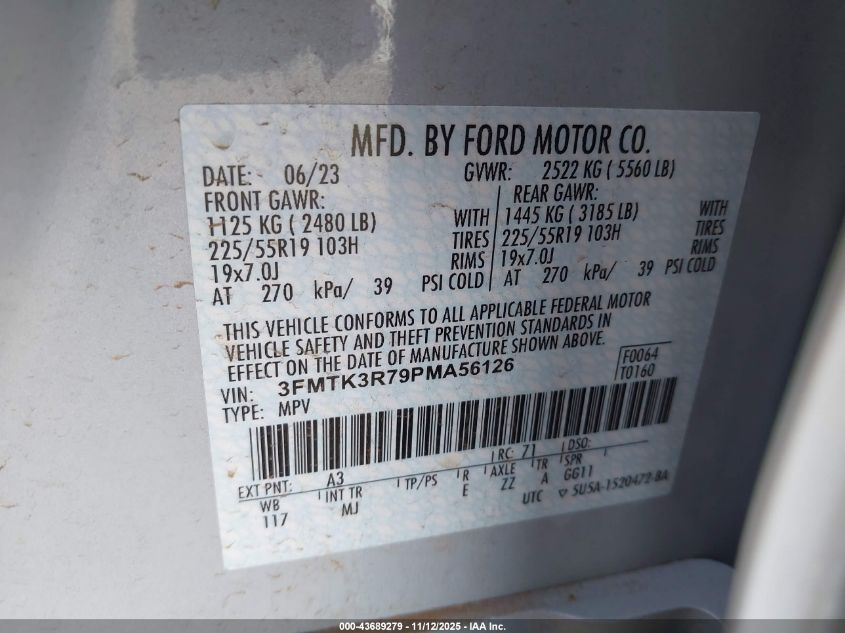 MFD. BY FORD MOTOR CO.
DATE: 06/23 GVWR: 2522 KG ( 5560 LB)
FRONT GAWR: REAR GAWR:
1125 KG ( 2480 LB) WITH 1445 KG ( 3185 LB) WITH
225/55R19 103H TIRES 225/55R19 103H TIRES
19x7.0J RIMS 19x7.0J RIMS
AT 270 kPa/ 39 PSI COLD AT 270 kPa/ 39 PSI COLD
THIS VEHICLE CONFORMS TO ALL APPLICABLE FEDERAL MOTOR
VEHICLE SAFETY AND THEFT PREVENTION STANDARDS IN
EFFECT ON THE DATE OF MANUFACTURE SHOWN ABOVE.
VIN: 3FMTK3R79PMA56126 F0064
TYPE: MPV T0160
EXT PNT: A3 RC: 71 DSO:
WB INT TR TP/PS R AXLE TR SPR
117 MJ E ZZ A GG11
UTC 5U5A-1520472-BA
000-43689279 - 11/12/2025 - IAA Inc.